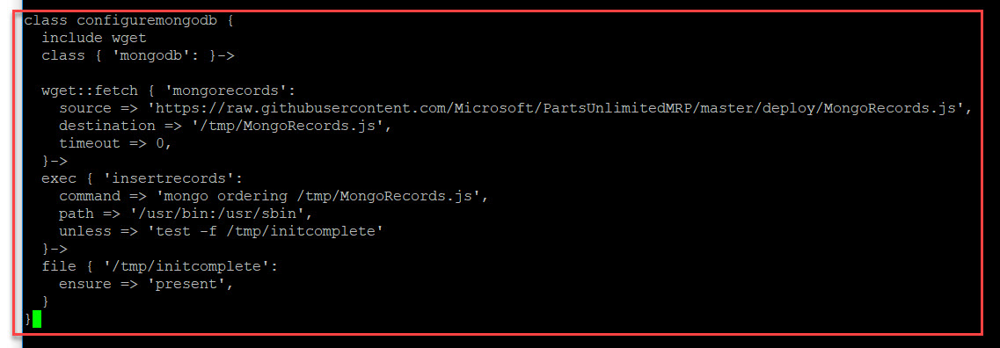 class configuremongodb {
  include wget
  class { 'mongodb': }->

  wget::fetch { 'mongorecords':
    source => 'https://raw.githubusercontent.com/Microsoft/PartsUnlimitedMRP/master/deploy/MongoRecords.js',
    destination => '/tmp/MongoRecords.js',
    timeout => 0,
  }->
  exec { 'insertrecords':
    command => 'mongo ordering /tmp/MongoRecords.js',
    path => '/usr/bin:/usr/sbin',
    unless => 'test -f /tmp/initcomplete'
  }->
  file { '/tmp/initcomplete':
    ensure => 'present',
  }
}